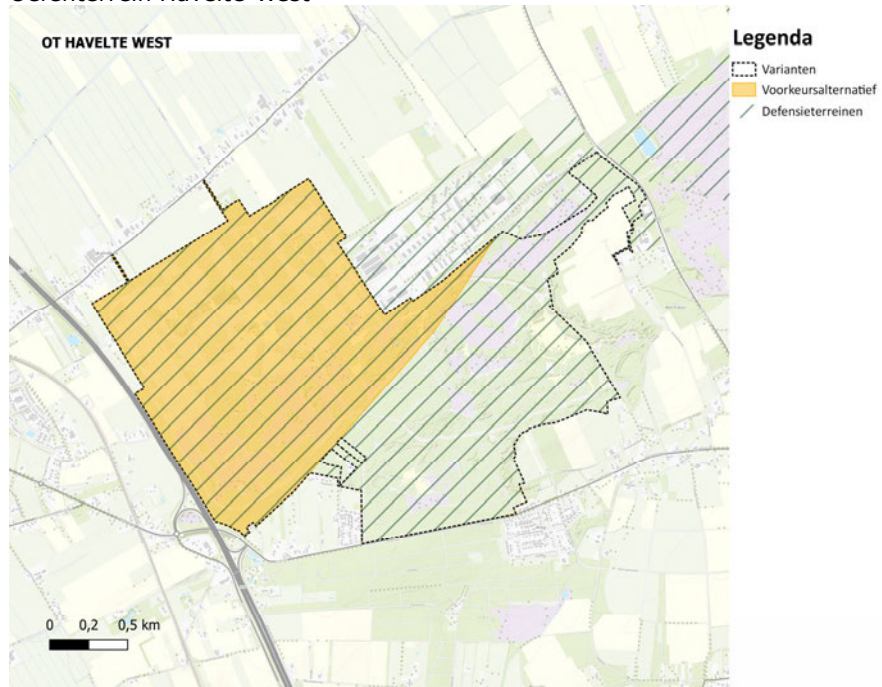 OT HAVELTE WEST
Legenda
Varianten
Voorkeursalternatief
Defensieterreinen
0 0,2 0,5 km